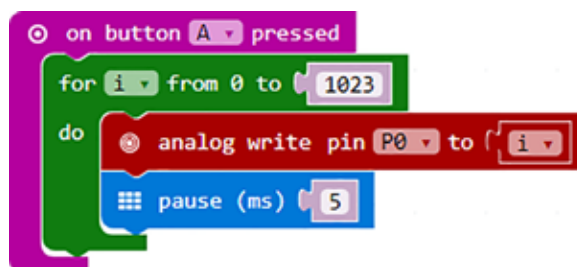 on button A pressed
for i from 0 to 1023
do
analog write pin P0 to i
pause (ms) 5